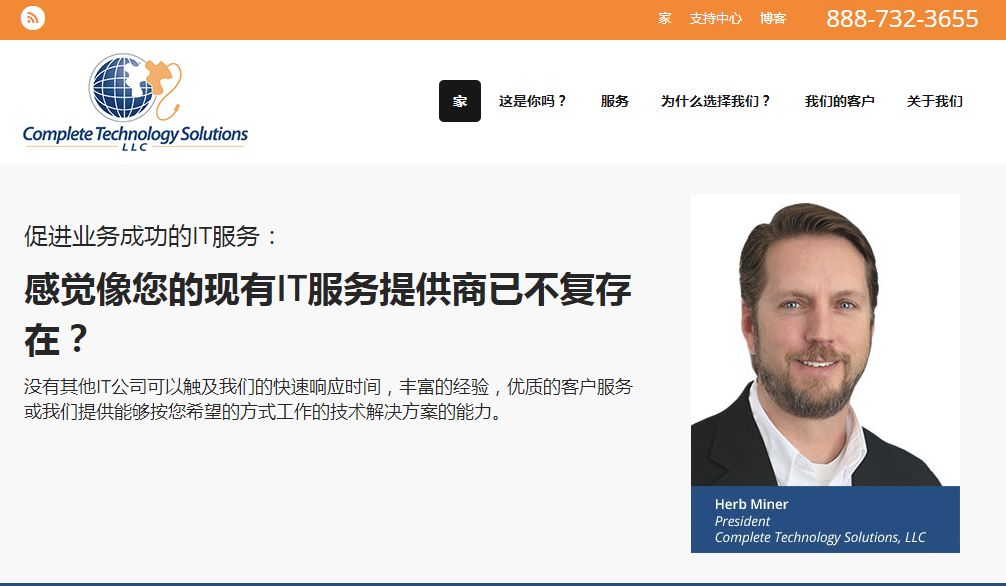 家 支持中心 博客 888-732-3655
Complete Technology Solutions
LLC
家 这是你吗？ 服务 为什么选择我们？ 我们的客户 关于我们
促进业务成功的IT服务：
感觉像您的现有IT服务提供商已不复存
在？
没有其他IT公司可以触及我们的快速响应时间，丰富的经验，优质的客户服务
或我们提供能够按您希望的方式工作的技术解决方案的能力。
Herb Miner
President
Complete Technology Solutions, LLC